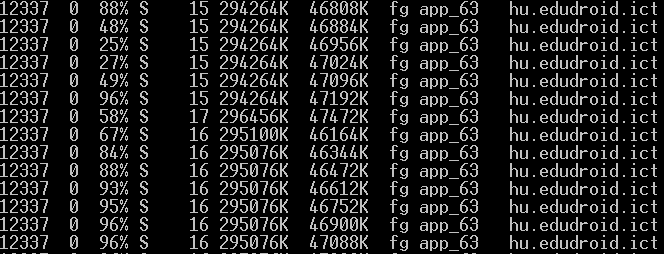 12337 0 88% S 15 294264K 46808K fg app_63 hu.edudroid.ict
12337 0 48% S 15 294264K 46884K fg app_63 hu.edudroid.ict
12337 0 25% S 15 294264K 46956K fg app_63 hu.edudroid.ict
12337 0 27% S 15 294264K 47024K fg app_63 hu.edudroid.ict
12337 0 49% S 15 294264K 47096K fg app_63 hu.edudroid.ict
12337 0 96% S 15 294264K 47192K fg app_63 hu.edudroid.ict
12337 0 58% S 17 296456K 47472K fg app_63 hu.edudroid.ict
12337 0 67% S 16 295100K 46164K fg app_63 hu.edudroid.ict
12337 0 84% S 16 295076K 46344K fg app_63 hu.edudroid.ict
12337 0 88% S 16 295076K 46472K fg app_63 hu.edudroid.ict
12337 0 93% S 16 295076K 46612K fg app_63 hu.edudroid.ict
12337 0 95% S 16 295076K 46752K fg app_63 hu.edudroid.ict
12337 0 96% S 16 295076K 46900K fg app_63 hu.edudroid.ict
12337 0 96% S 16 295076K 47088K fg app_63 hu.edudroid.ict